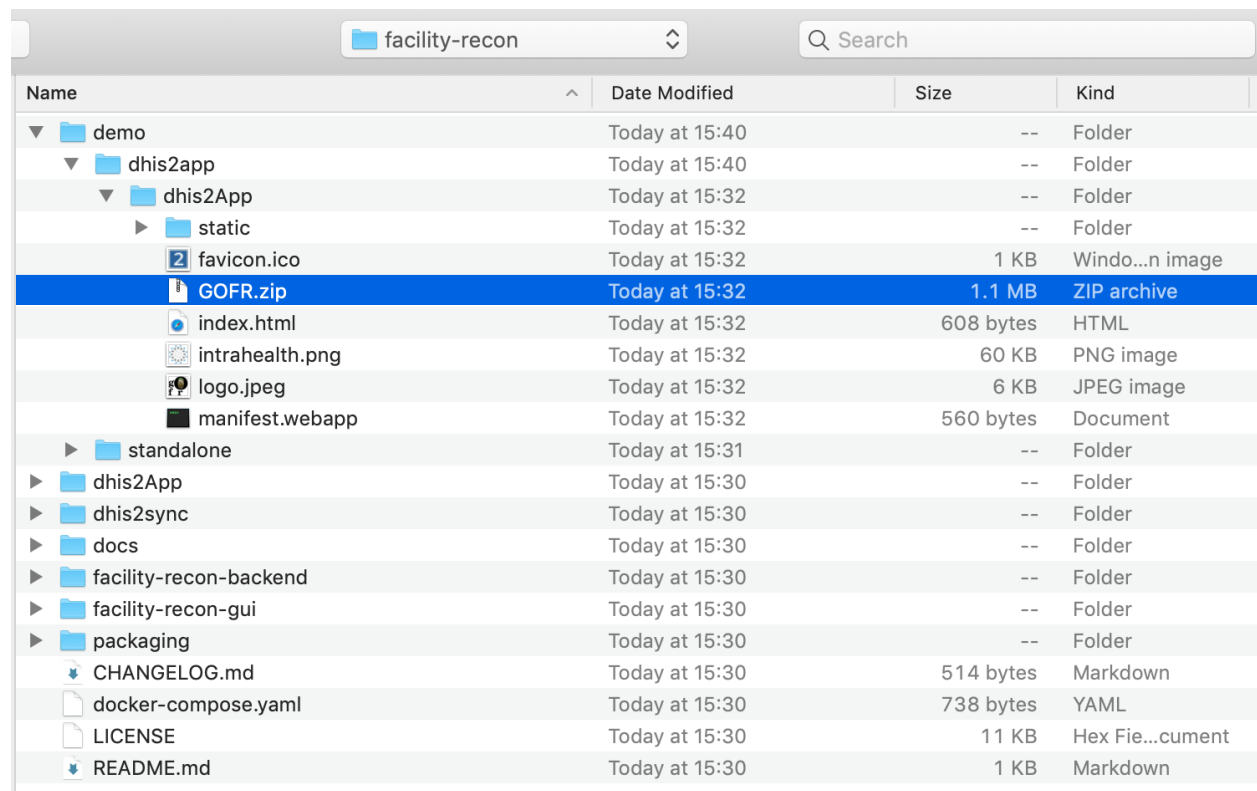 facility-recon Search
Name Date Modified Size Kind
demo Today at 15:40 -- Folder
dhis2app Today at 15:40 -- Folder
dhis2App Today at 15:32 -- Folder
static Today at 15:32 -- Folder
favicon.ico Today at 15:32 1 KB Windo...n image
GOFR.zip Today at 15:32 1.1 MB ZIP archive
index.html Today at 15:32 608 bytes HTML
intrahealth.png Today at 15:32 60 KB PNG image
logo.jpeg Today at 15:32 6 KB JPEG image
manifest.webapp Today at 15:32 560 bytes Document
standalone Today at 15:31 -- Folder
dhis2App Today at 15:30 -- Folder
dhis2sync Today at 15:30 -- Folder
docs Today at 15:30 -- Folder
facility-recon-backend Today at 15:30 -- Folder
facility-recon-gui Today at 15:30 -- Folder
packaging Today at 15:30 -- Folder
CHANGELOG.md Today at 15:30 514 bytes Markdown
docker-compose.yaml Today at 15:30 738 bytes YAML
LICENSE Today at 15:30 11 KB Hex Fie...cument
README.md Today at 15:30 1 KB Markdown